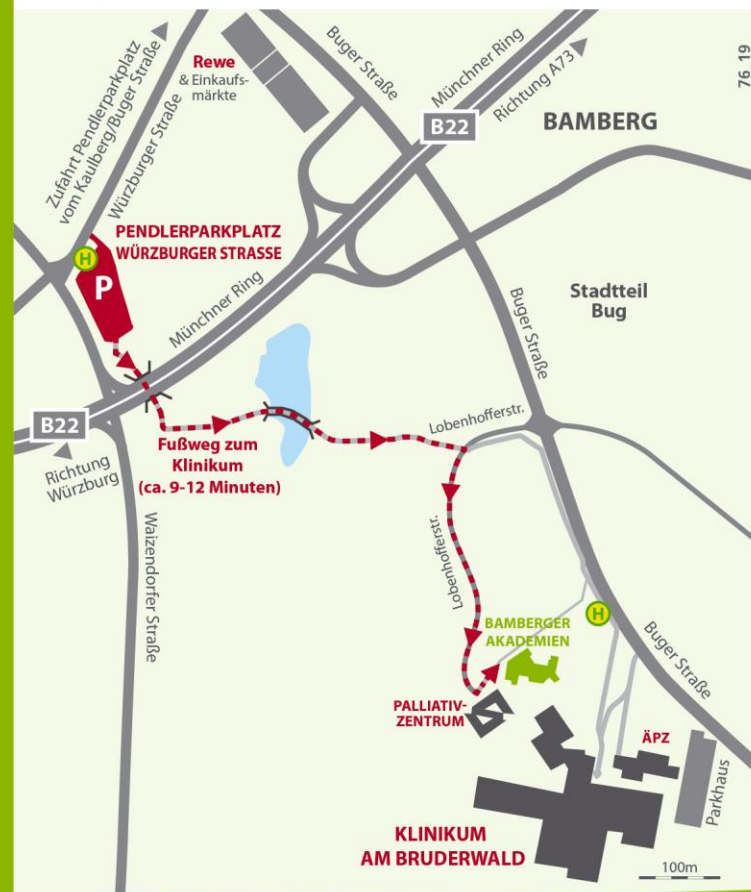 Zufahrt Pendlerparkplatz
vom Kaulberg/Buger Straße
Würzburger Straße
Rewe
& Einkaufs-
märkte
Buger Straße
Münchner Ring
Richtung A73
76 19
B22
BAMBERG
PENDLERPARKPLATZ
WÜRZBURGER STRASSE
H
P
Münchner Ring
Stadtteil
Bug
Buger Straße
B22
Richtung
Würzburg
Fußweg zum
Klinikum
(ca. 9-12 Minuten)
Lobenhofferstr.
Waizendorfer Straße
Lobenhofferstr.
H
BAMBERGER
AKADEMIEN
Buger Straße
PALLIATIV-
ZENTRUM
ÄPZ
Parkhaus
KLINIKUM
AM BRUDERWALD
100m